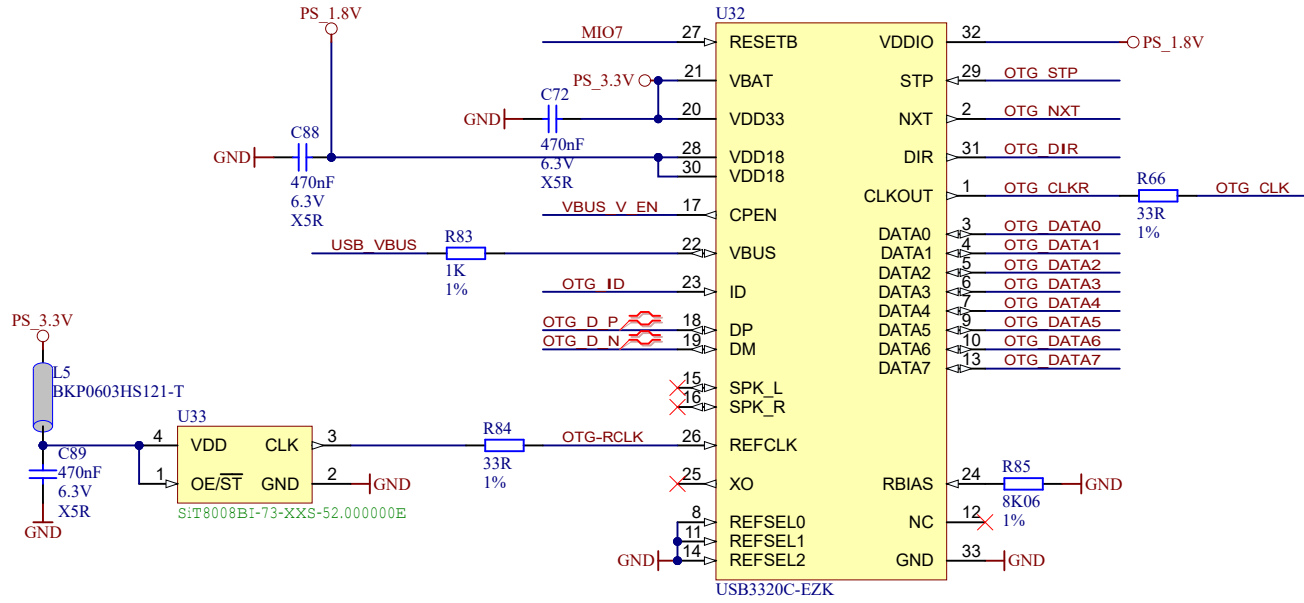 PS_1.8V
U32
MIO7 27 RESETB VDDIO 32 PS_1.8V
PS_3.3V 21 VBAT STP 29 OTG_STP
C72
GND 20 VDD33 NXT 2 OTG_NXT
470nF
6.3V
X5R
C88
GND 28 VDD18 DIR 31 OTG_DIR
470nF
6.3V
X5R
30 VDD18
CLKOUT 1 OTG_CLKR R66 OTG_CLK
33R
1%
VBUS_V_EN 17 CPEN
DATA0 3 OTG_DATA0
USB_VBUS R83 22 VBUS DATA1 4 OTG_DATA1
1K
1%
DATA2 5 OTG_DATA2
OTG_ID 23 ID DATA3 6 OTG_DATA3
DATA4 7 OTG_DATA4
OTG_D_P 18 DP DATA5 9 OTG_DATA5
OTG_D_N 19 DM DATA6 10 OTG_DATA6
DATA7 13 OTG_DATA7
15 SPK_L
16 SPK_R
PS_3.3V
L5
BKP0603HS121-T
U33
4 VDD CLK 3 R84 OTG-RCLK 26 REFCLK
33R
1%
C89
470nF
6.3V
X5R
GND
1 OE/ST GND 2 GND
SiT8008BI-73-XXS-52.000000E
25 XO RBIAS 24 R85 GND
8K06
1%
8 REFSEL0 NC 12
11 REFSEL1
GND 14 REFSEL2 GND 33 GND
USB3320C-EZK